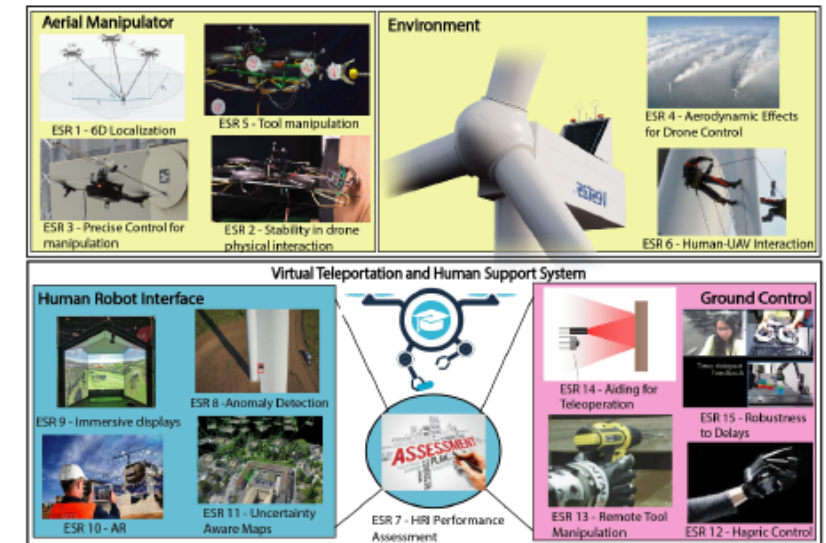 Aerial Manipulator
Environment
ESR 1 - 6D Localization
ESR 5 - Tool manipulation
ESR 3 - Precise Control for
manipulation
ESR 2 - Stability in drone
physical interaction
ESR 4 - Aerodynamic Effects
for Drone Control
ESR 6 - Human-UAV Interaction
Virtual Teleportation and Human Support System
Human Robot Interface
Ground Control
ESR 9 - Immersive displays
ESR 8 -Anomaly Detection
ESR 10 - AR
ESR 11 - Uncertainty
Aware Maps
ASSESSMENT
PLAN
ESR 7 - HRI Performance
Assessment
ESR 14 - Aiding for
Teleoperation
Feedback
ESR 15 - Robustness
to Delays
ESR 13 - Remote Tool
Manipulation
ESR 12 - Hapric Control